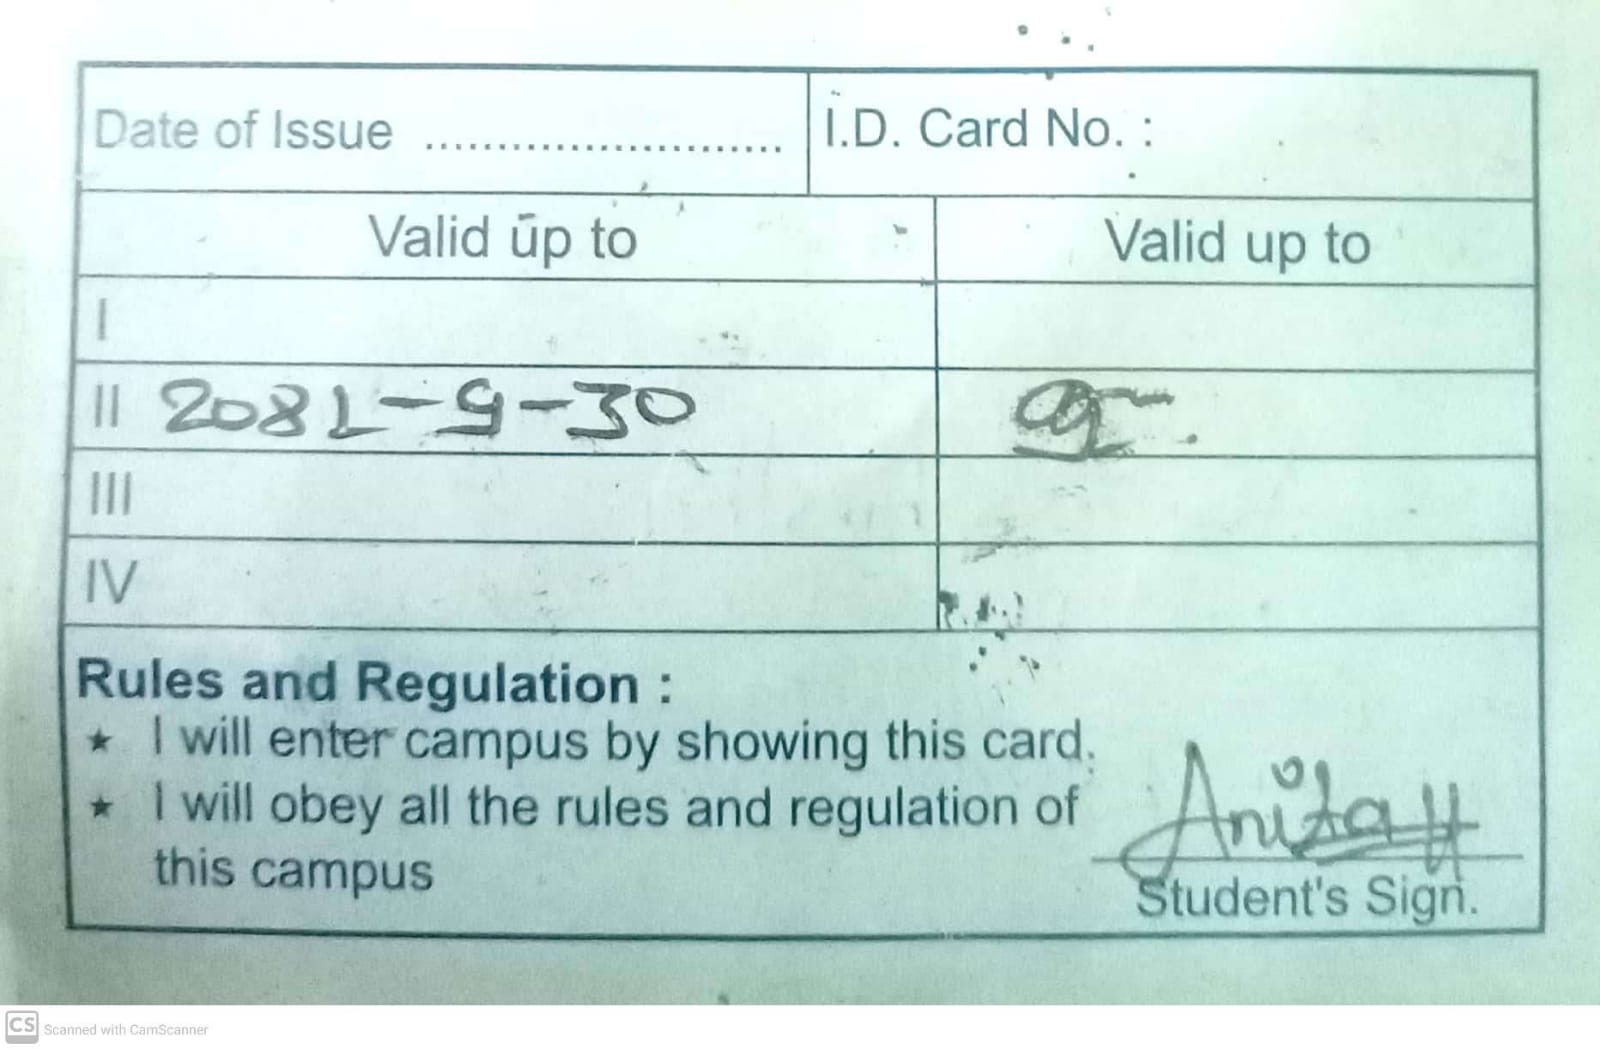 Date of Issue .......................... I.D. Card No. :
Valid up to Valid up to
I
II 2081-9-30
III
IV
Rules and Regulation :
★ I will enter campus by showing this card.
★ I will obey all the rules and regulation of
this campus
Anita
Student's Sign.
CS Scanned with CamScanner